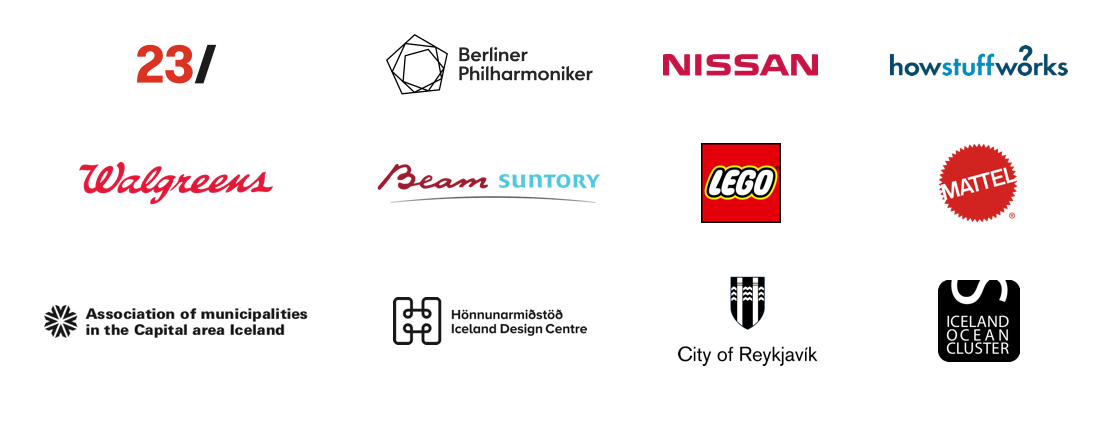 23/
Berliner
Philharmoniker
NISSAN
howstuffworks
Walgreens
Beam SUNTORY
LEGO
MATTEL
®
Association of municipalities
in the Capital area Iceland
Hönnunarmiðstöð
Iceland Design Centre
City of Reykjavík
ICELAND
OCEAN
CLUSTER